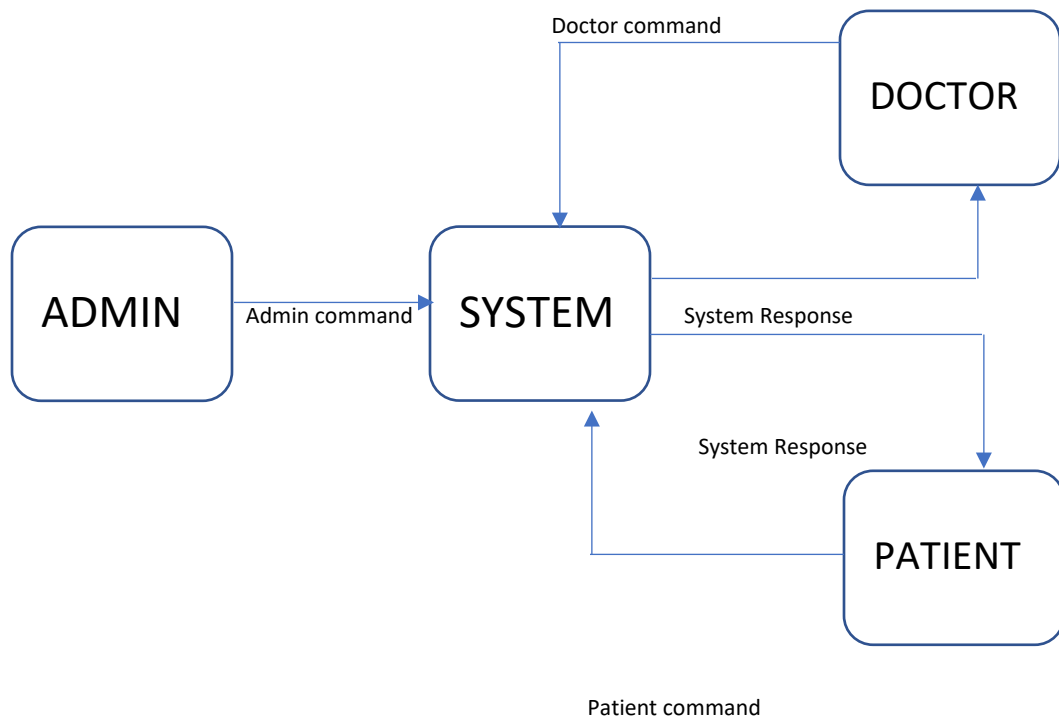 Doctor command
DOCTOR
ADMIN
Admin command
SYSTEM
System Response
System Response
PATIENT
Patient command